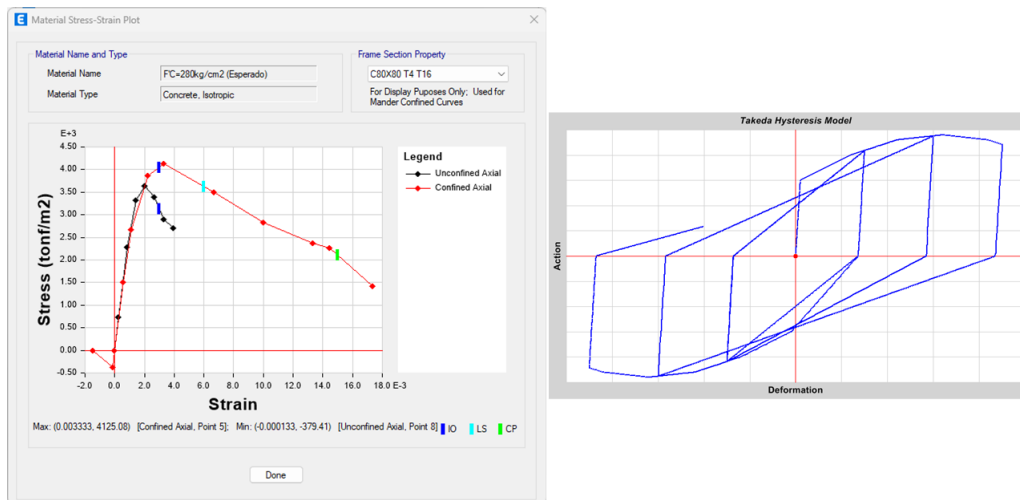 E Material Stress-Strain Plot
Material Name and Type
Material Name
F'C=280kg/cm2 (Esperado)
Material Type
Concrete, Isotropic
Frame Section Property
C80X80 T4 T16
For Display Puposes Only; Used for
Mander Confined Curves
E+3
4.50
4.00
3.50
3.00
2.50
2.00
1.50
1.00
0.50
0.00
-0.50
Stress (tonf/m2)
-2.0 0.0 2.0 4.0 6.0 8.0 10.0 12.0 14.0 16.0 18.0 E-3
Strain
Legend
Unconfined Axial
Confined Axial
Max: (0.003333, 4125.08) [Confined Axial, Point 5]; Min: (-0.000133, -379.41) [Unconfined Axial, Point 8] IO LS CP
Done
Takeda Hysteresis Model
Action
Deformation